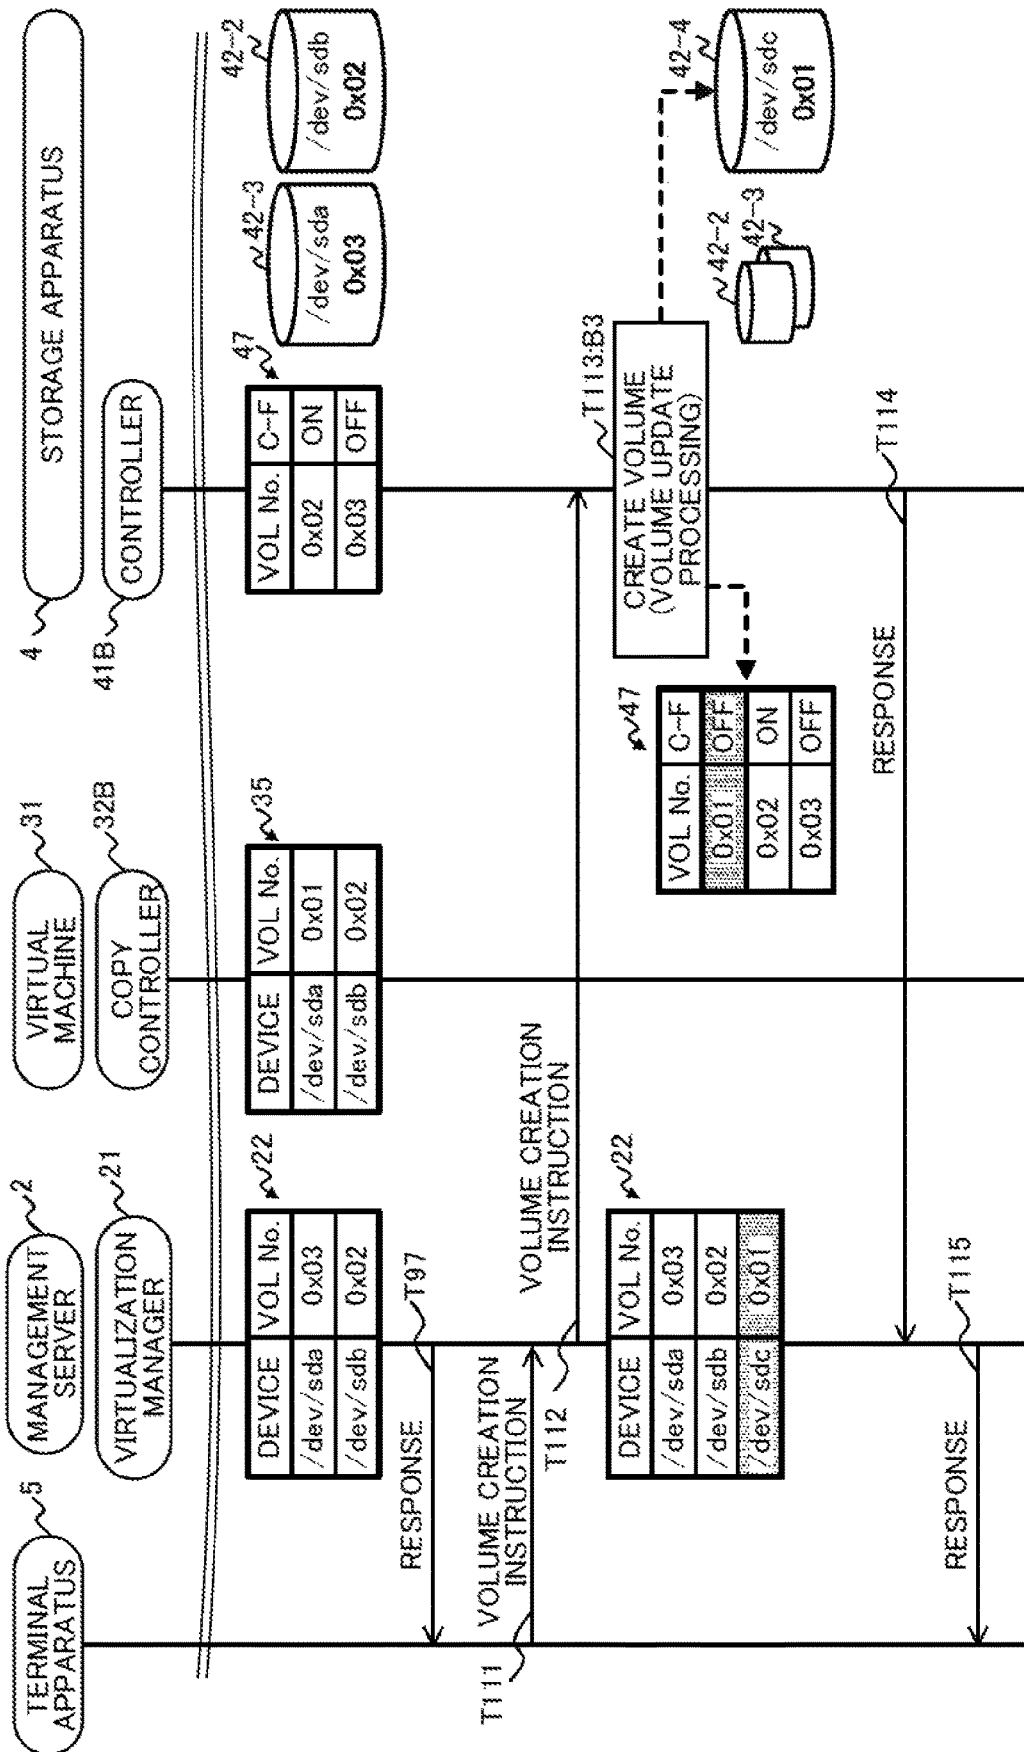 TERMINAL
APPARATUS
5
MANAGEMENT
SERVER
2
VIRTUALIZATION
MANAGER
21
VIRTUAL
MACHINE
31
COPY
CONTROLLER
32B
STORAGE APPARATUS
4
CONTROLLER
41B
22
DEVICE VOL No.
/dev/sda 0x03
/dev/sdb 0x02
35
DEVICE VOL No.
/dev/sda 0x01
/dev/sdb 0x02
47
VOL No. C-F
0x02 ON
0x03 OFF
42-3
/dev/sda
0x03
42-2
/dev/sdb
0x02
RESPONSE
T97
VOLUME CREATION
INSTRUCTION
T111
VOLUME CREATION
INSTRUCTION
T112
22
DEVICE VOL No.
/dev/sda 0x03
/dev/sdb 0x02
/dev/sdc 0x01
T113:B3
CREATE VOLUME
(VOLUME UPDATE
PROCESSING)
47
VOL No. C-F
0x01 OFF
0x02 ON
0x03 OFF
42-2
42-3
42-4
/dev/sdc
0x01
RESPONSE
T114
RESPONSE
T115